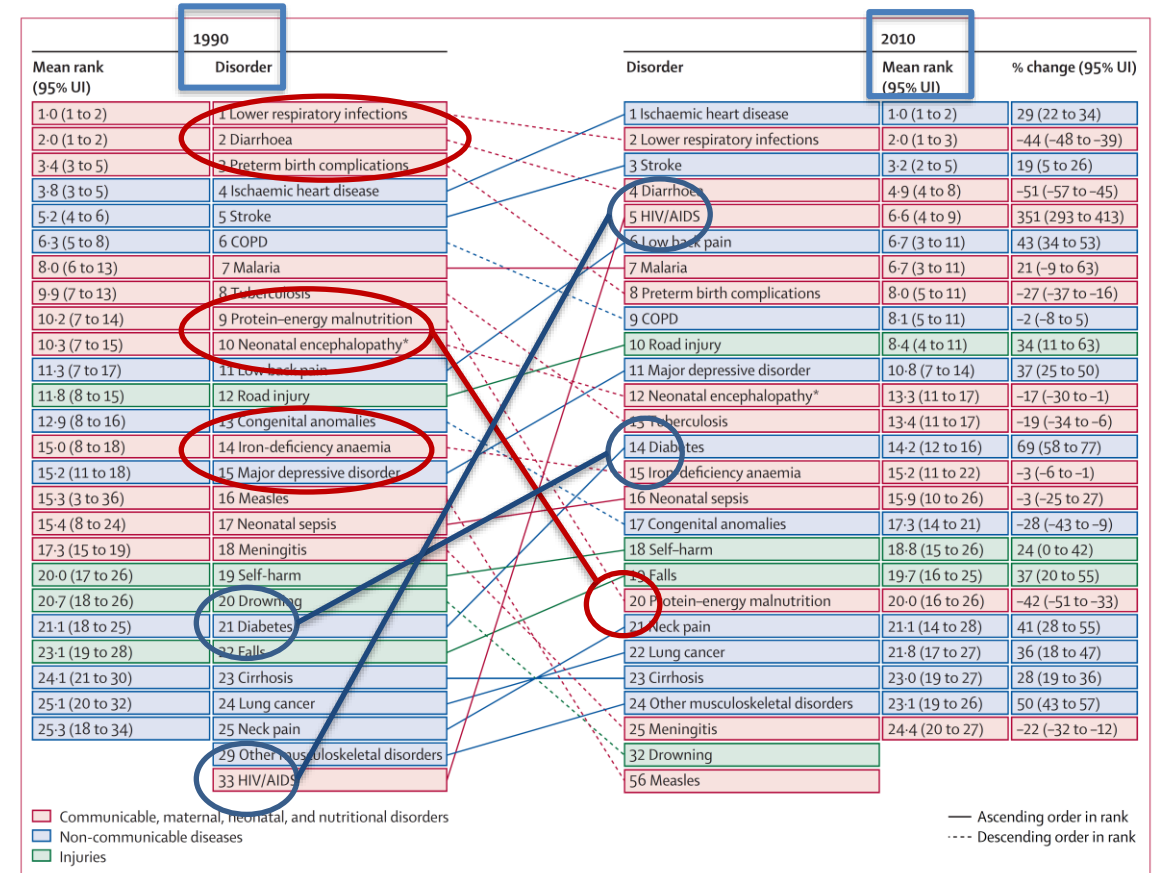 1990
2010
Mean rank (95% UI) Disorder
Disorder Mean rank (95% UI) % change (95% UI)
1·0 (1 to 2) 1 Lower respiratory infections 1 Ischaemic heart disease 1·0 (1 to 2) 29 (22 to 34)
2·0 (1 to 2) 2 Diarrhoea 2 Lower respiratory infections 2·0 (1 to 3) –44 (–48 to –39)
3·4 (3 to 5) 3 Preterm birth complications 3 Stroke 3·2 (2 to 5) 19 (5 to 26)
3·8 (3 to 5) 4 Ischaemic heart disease 4 Diarrhoea 4·9 (4 to 8) –51 (–57 to –45)
5·2 (4 to 6) 5 Stroke 5 HIV/AIDS 6·6 (4 to 9) 351 (293 to 413)
6·3 (5 to 8) 6 COPD 6 Low back pain 6·7 (3 to 11) 43 (34 to 53)
8·0 (6 to 13) 7 Malaria 7 Malaria 6·7 (3 to 11) 21 (–9 to 63)
9·9 (7 to 13) 8 Tuberculosis 8 Preterm birth complications 8·0 (5 to 11) –27 (–37 to –16)
10·2 (7 to 14) 9 Protein–energy malnutrition 9 COPD 8·1 (5 to 11) –2 (–8 to 5)
10·3 (7 to 15) 10 Neonatal encephalopathy* 10 Road injury 8·4 (4 to 11) 34 (11 to 63)
11·3 (7 to 17) 11 Low back pain 11 Major depressive disorder 10·8 (7 to 14) 37 (25 to 50)
11·8 (8 to 15) 12 Road injury 12 Neonatal encephalopathy* 13·3 (11 to 17) –17 (–30 to –1)
12·9 (8 to 16) 13 Congenital anomalies 13 Tuberculosis 13·4 (11 to 17) –19 (–34 to –6)
15·0 (8 to 18) 14 Iron-deficiency anaemia 14 Diabetes 14·2 (12 to 16) 69 (58 to 77)
15·2 (11 to 18) 15 Major depressive disorder 15 Iron-deficiency anaemia 15·2 (11 to 22) –3 (–6 to –1)
15·3 (3 to 36) 16 Measles 16 Neonatal sepsis 15·9 (10 to 26) –3 (–25 to 27)
15·4 (8 to 24) 17 Neonatal sepsis 17 Congenital anomalies 17·3 (14 to 21) –28 (–43 to –9)
17·3 (15 to 19) 18 Meningitis 18 Self–harm 18·8 (15 to 26) 24 (0 to 42)
20·0 (17 to 26) 19 Self-harm 19 Falls 19·7 (16 to 25) 37 (20 to 55)
20·7 (18 to 26) 20 Drowning 20 Protein–energy malnutrition 20·0 (16 to 26) –42 (–51 to –33)
21·1 (18 to 25) 21 Diabetes 21 Neck pain 21·1 (14 to 28) 41 (28 to 55)
23·1 (19 to 28) 22 Falls 22 Lung cancer 21·8 (17 to 27) 36 (18 to 47)
24·1 (21 to 30) 23 Cirrhosis 23 Cirrhosis 23·0 (19 to 27) 28 (19 to 36)
25·1 (20 to 32) 24 Lung cancer 24 Other musculoskeletal disorders 23·1 (19 to 26) 50 (43 to 57)
25·3 (18 to 34) 25 Neck pain 25 Meningitis 24·4 (20 to 27) –22 (–32 to –12)
29 Other musculoskeletal disorders 32 Drowning
33 HIV/AIDS 56 Measles
Communicable, maternal, neonatal, and nutritional disorders
Non-communicable diseases
Injuries
Ascending order in rank
Descending order in rank